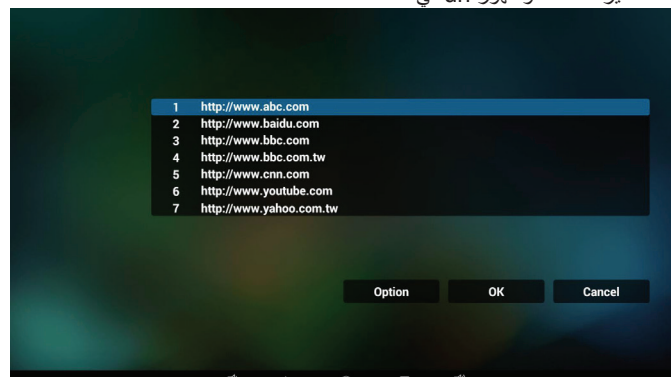 1 http://www.abc.com
2 http://www.baidu.com
3 http://www.bbc.com
4 http://www.bbc.com.tw
5 http://www.cnn.com
6 http://www.youtube.com
7 http://www.yahoo.com.tw
Option OK Cancel